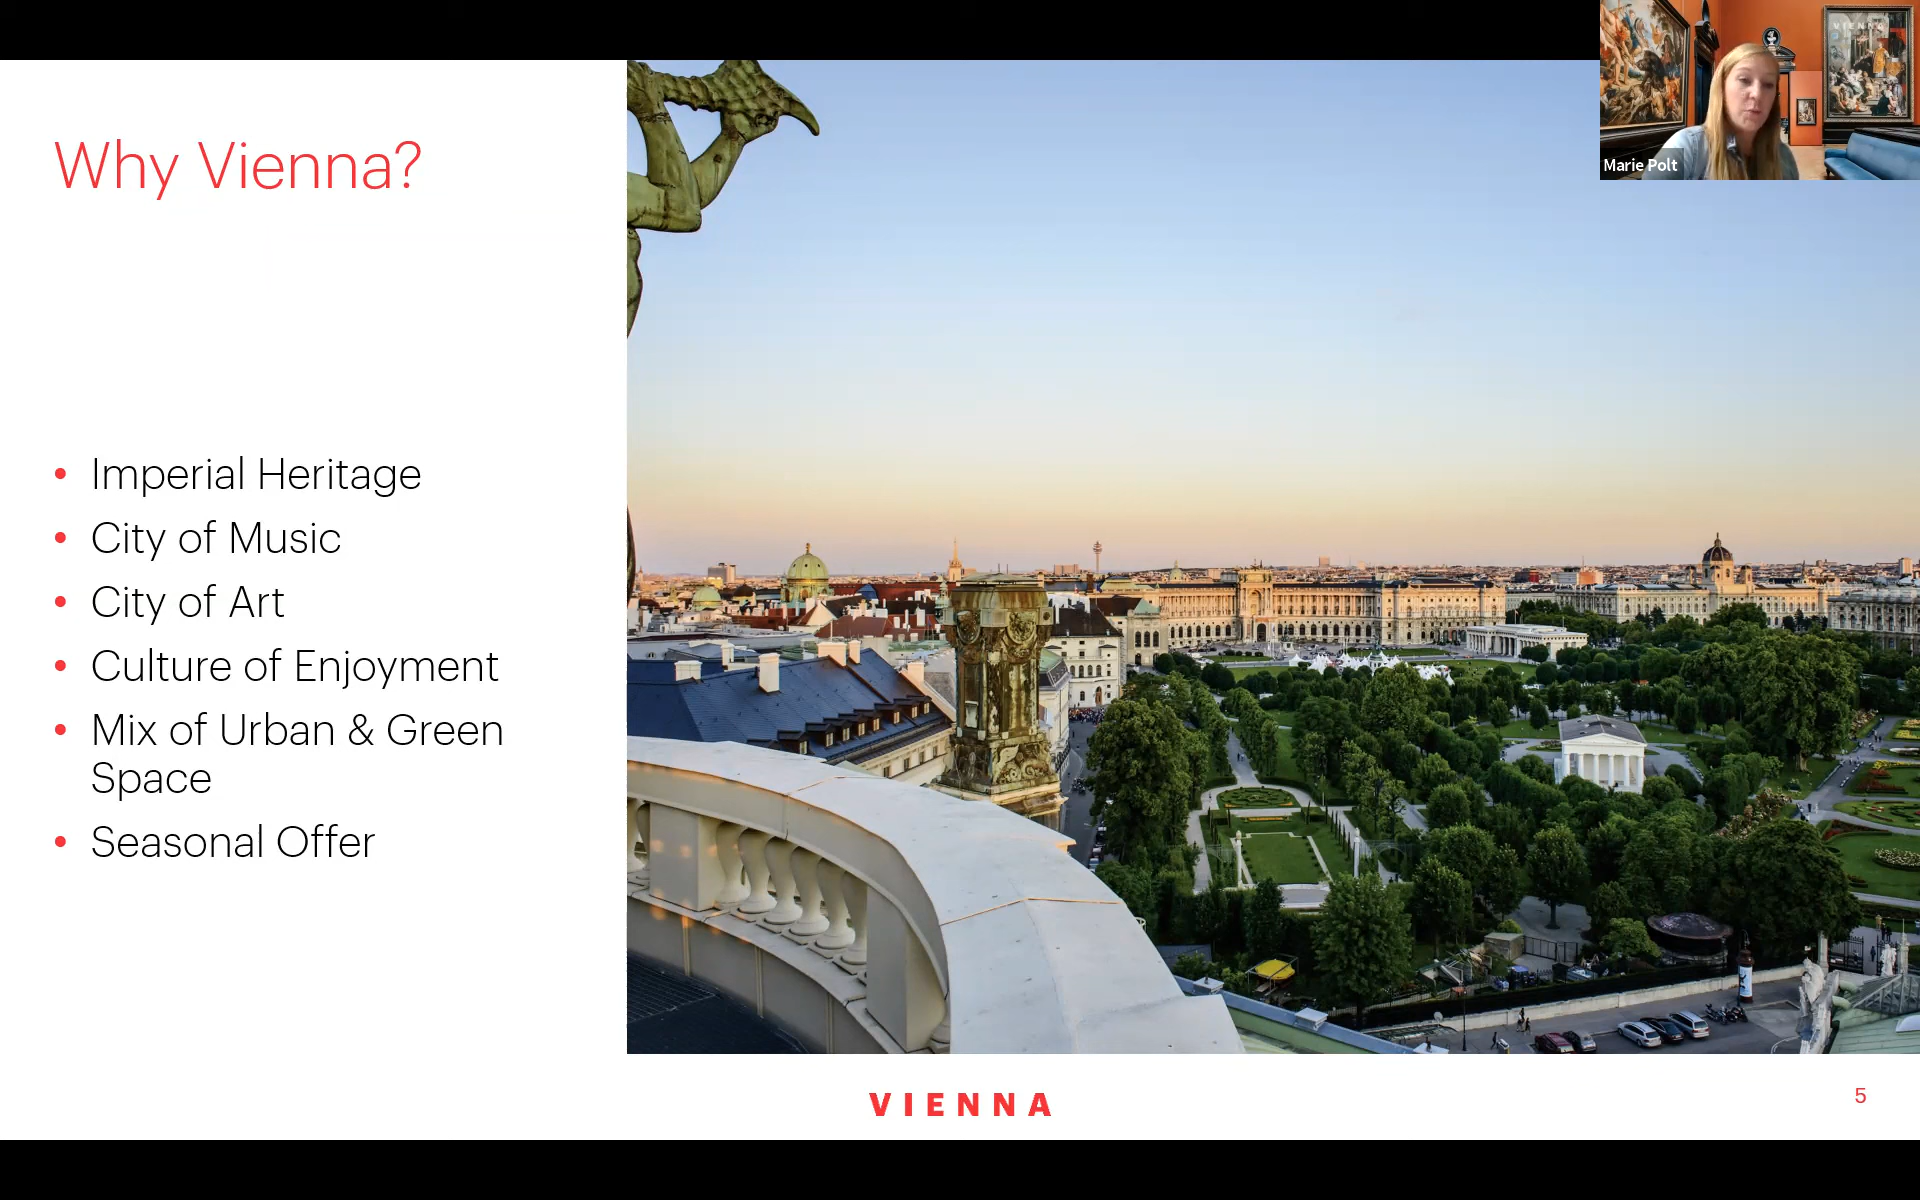 Why Vienna?
VIENNA
Marie Polt
• Imperial Heritage
• City of Music
• City of Art
• Culture of Enjoyment
• Mix of Urban & Green
Space
• Seasonal Offer
VIENNA
5